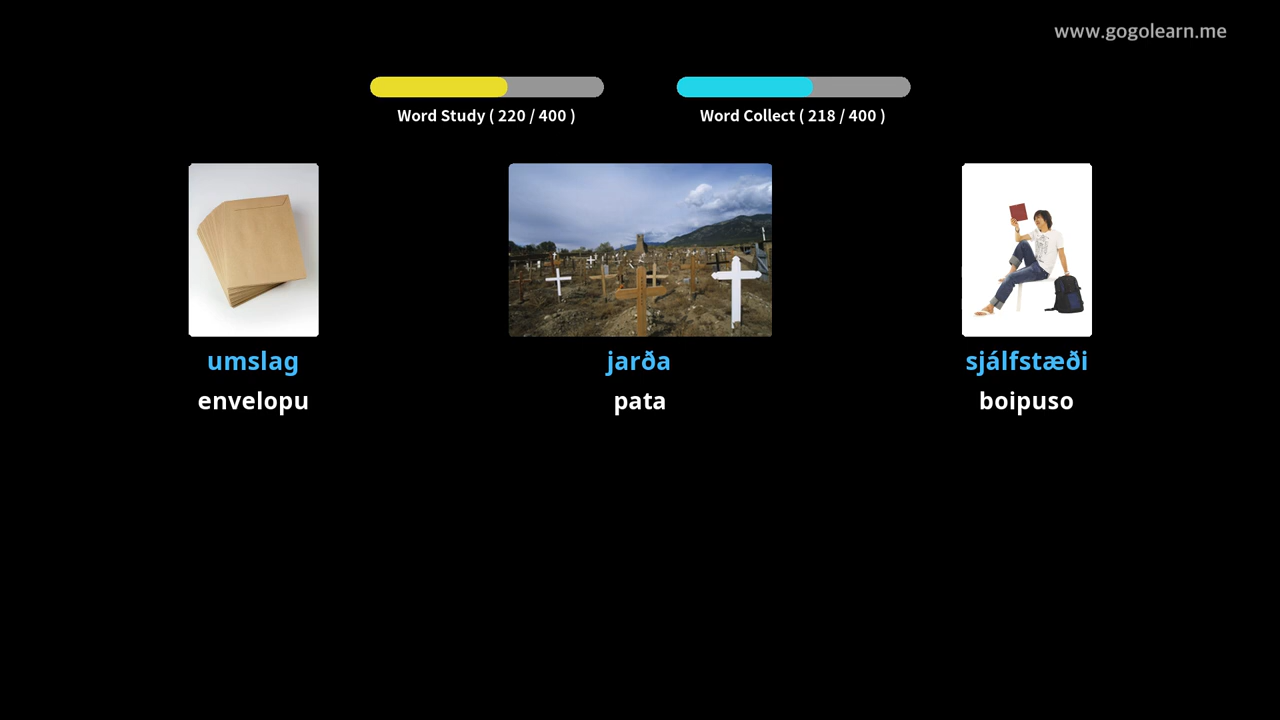 www.gogolearn.me
Word Study ( 220 / 400 )
Word Collect ( 218 / 400 )
umslag
jarða
sjálfstæði
envelopu
pata
boipuso